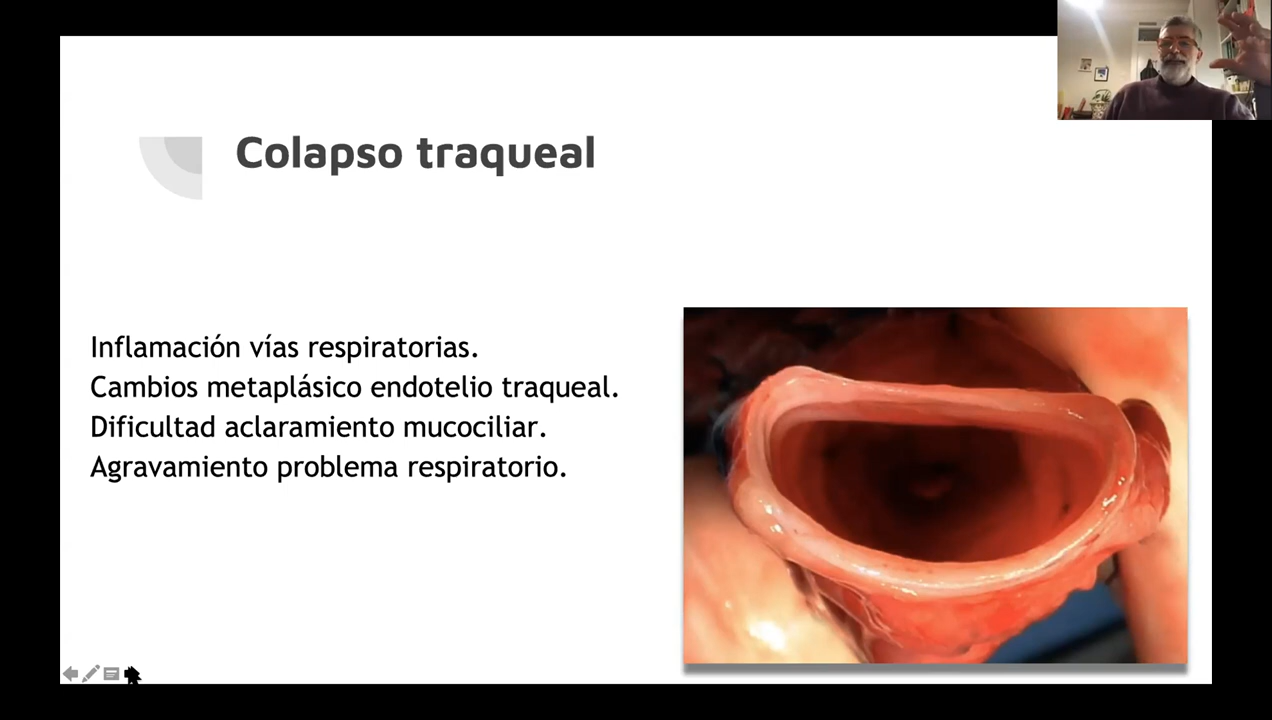 Colapso traqueal
Inflamación vías respiratorias.
Cambios metaplásico endotelio traqueal.
Dificultad aclaramiento mucociliar.
Agravamiento problema respiratorio.